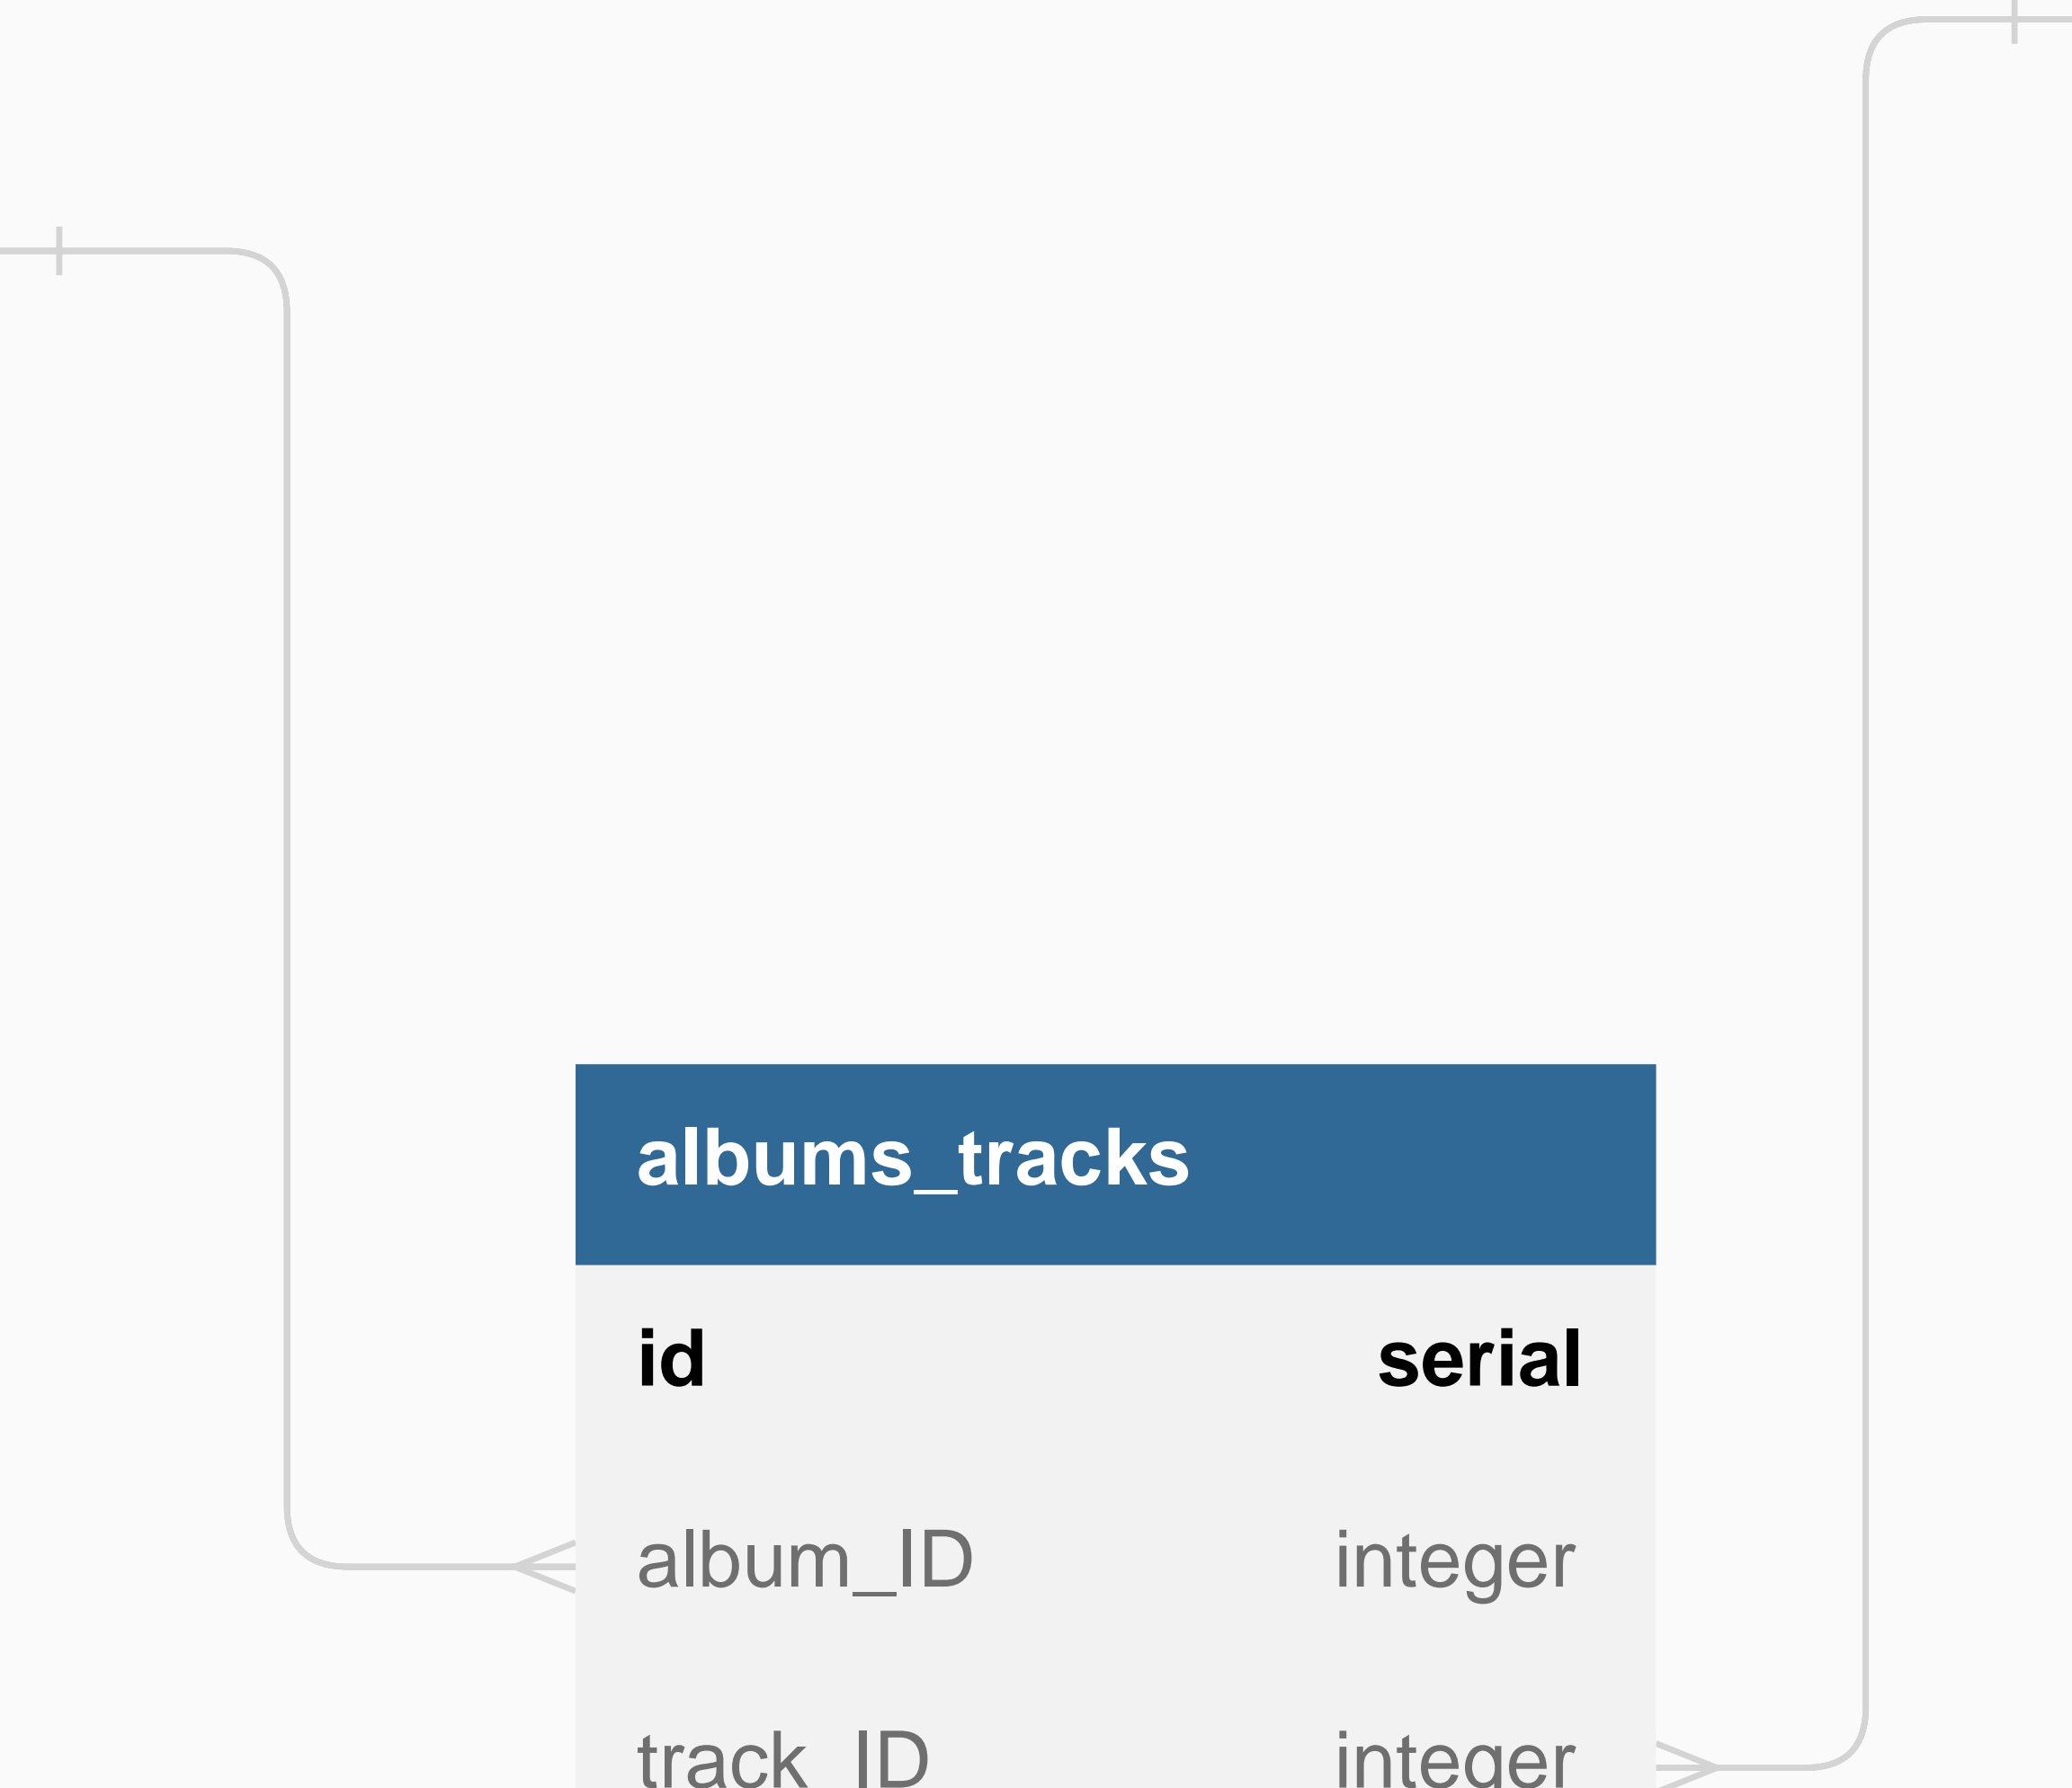 albums_tracks
id serial
album_ID integer
track_ID integer